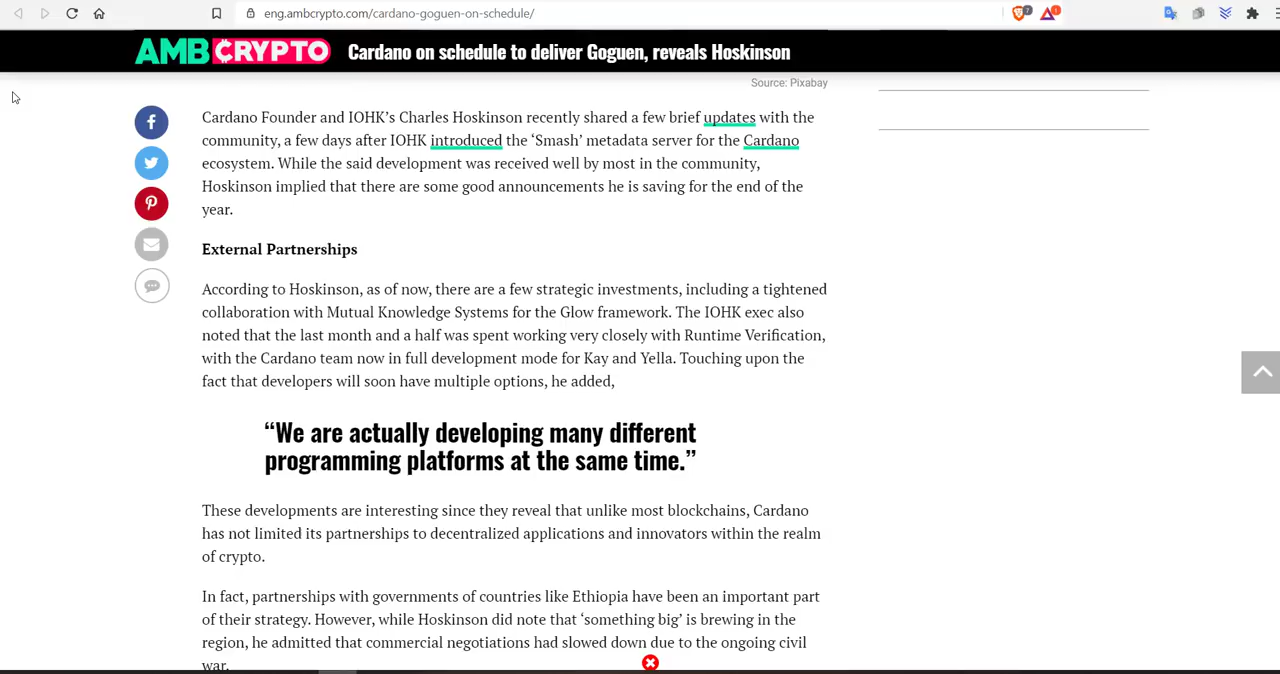 eng.ambcrypto.com/cardano-goguen-on-schedule/
AMBCRYPTO Cardano on schedule to deliver Goguen, reveals Hoskinson
Source: Pixabay
Cardano Founder and IOHK’s Charles Hoskinson recently shared a few brief updates with the
community, a few days after IOHK introduced the ‘Smash’ metadata server for the Cardano
ecosystem. While the said development was received well by most in the community,
Hoskinson implied that there are some good announcements he is saving for the end of the
year.
External Partnerships
According to Hoskinson, as of now, there are a few strategic investments, including a tightened
collaboration with Mutual Knowledge Systems for the Glow framework. The IOHK exec also
noted that the last month and a half was spent working very closely with Runtime Verification,
with the Cardano team now in full development mode for Kay and Yella. Touching upon the
fact that developers will soon have multiple options, he added,
“We are actually developing many different
programming platforms at the same time.”
These developments are interesting since they reveal that unlike most blockchains, Cardano
has not limited its partnerships to decentralized applications and innovators within the realm
of crypto.
In fact, partnerships with governments of countries like Ethiopia have been an important part
of their strategy. However, while Hoskinson did note that ‘something big’ is brewing in the
region, he admitted that commercial negotiations had slowed down due to the ongoing civil
war.